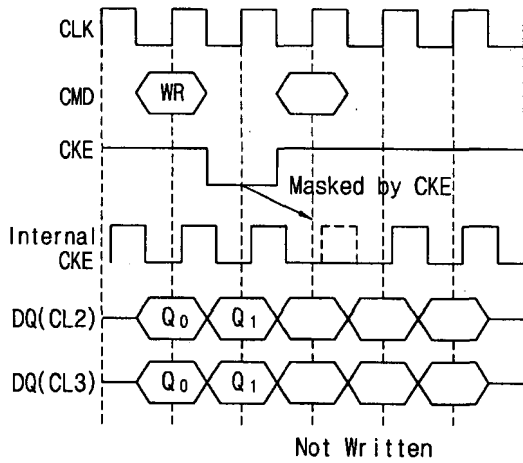 CLK
CMD WR
CKE
Masked by CKE
Internal
CKE
DQ(CL2) Q0 Q1
DQ(CL3) Q0 Q1
Not Written